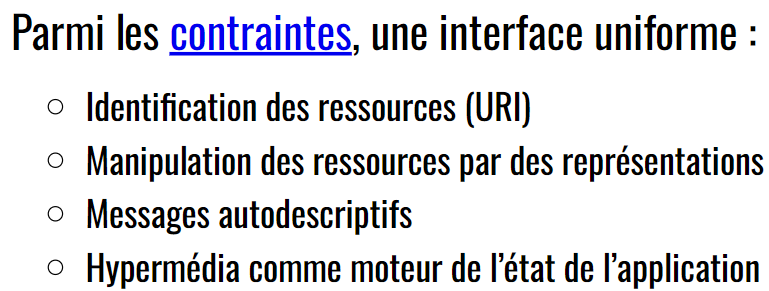 Parmi les contraintes, une interface uniforme :
Identification des ressources (URI)
Manipulation des ressources par des représentations
Messages autodescriptifs
Hypermédia comme moteur de l’état de l’application